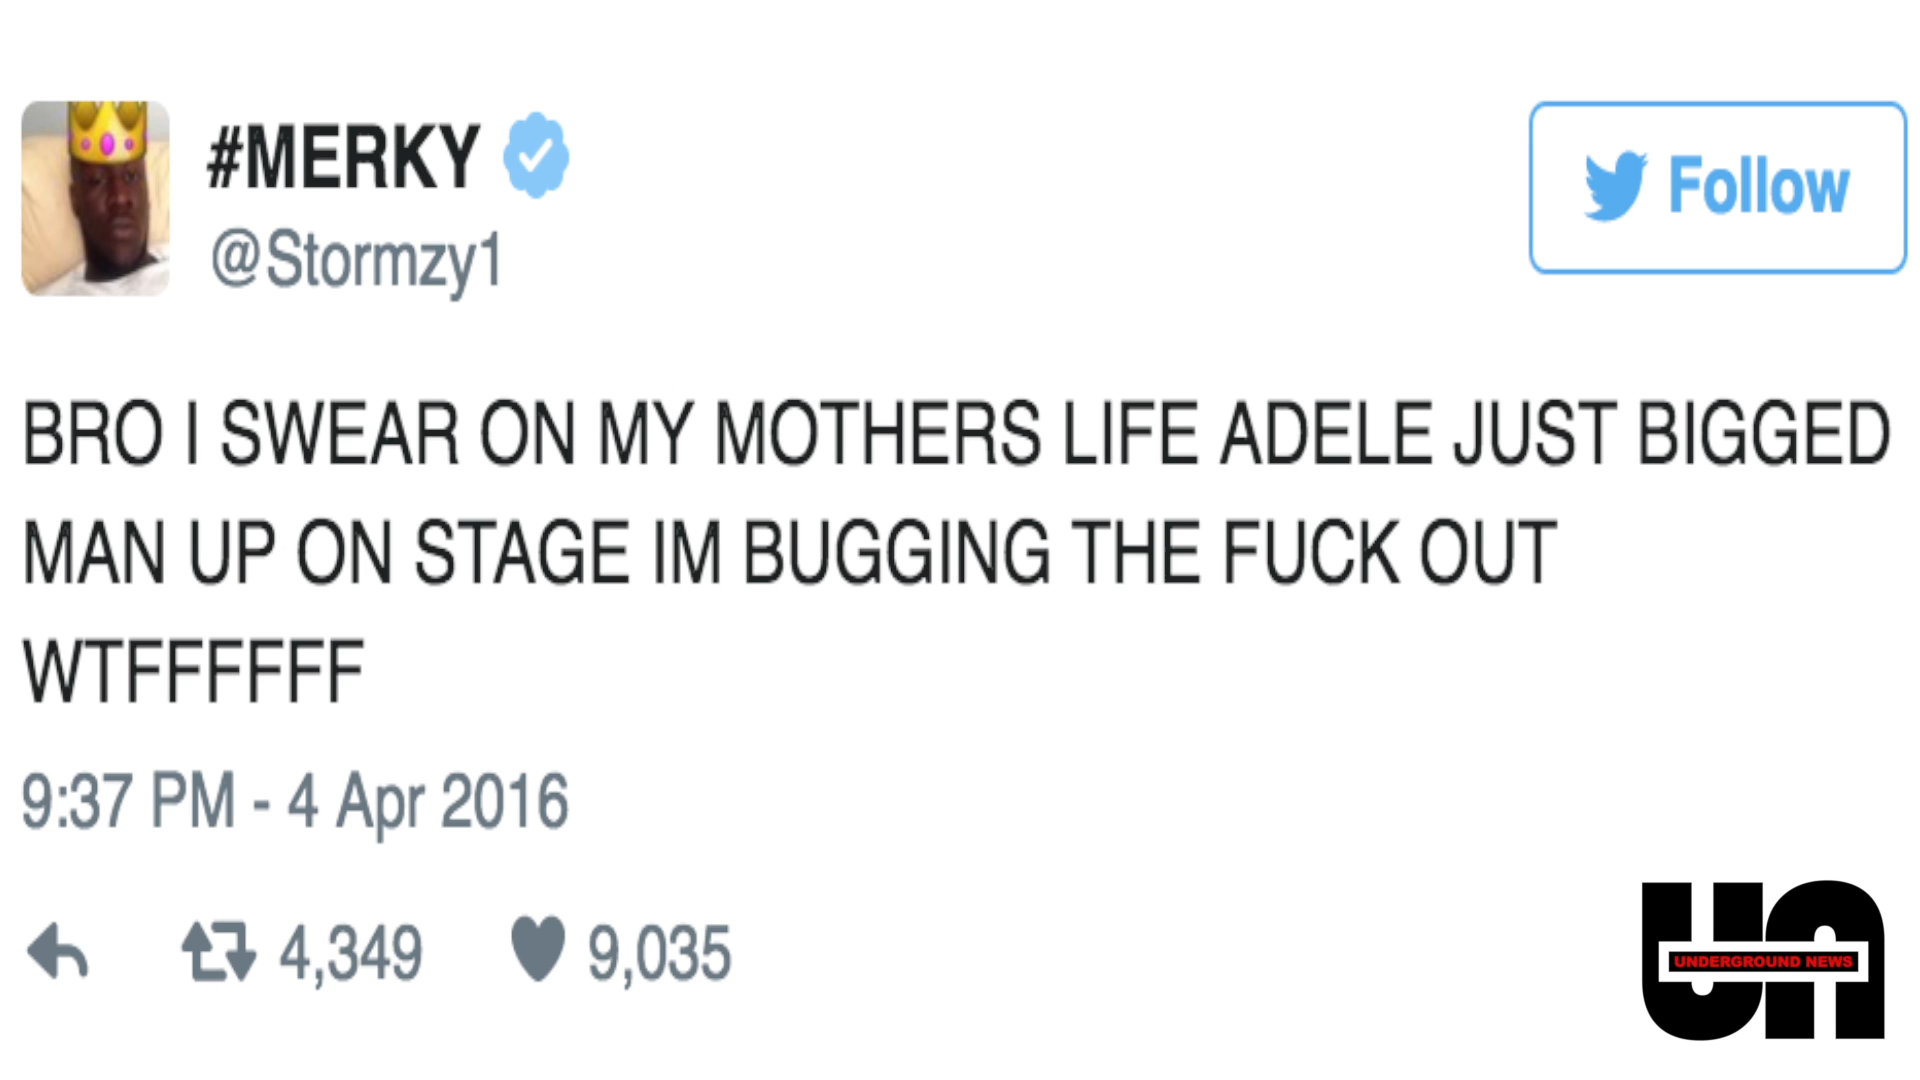 #MERKY
@Stormzy1
Follow
BRO I SWEAR ON MY MOTHERS LIFE ADELE JUST BIGGED
MAN UP ON STAGE IM BUGGING THE FUCK OUT
WTFFFFFF
9:37 PM - 4 Apr 2016
4,349 9,035
UN
UNDERGROUND NEWS